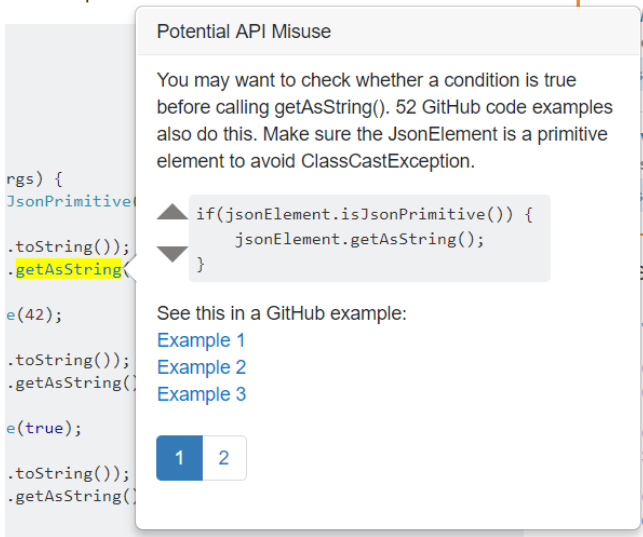 Potential API Misuse
You may want to check whether a condition is true
before calling getAsString(). 52 GitHub code examples
also do this. Make sure the JsonElement is a primitive
element to avoid ClassCastException.
if(jsonElement.isJsonPrimitive()) {
jsonElement.getAsString();
}
See this in a GitHub example:
Example 1
Example 2
Example 3
1 2
rgs) {
JsonPrimitive(
.toString());
.getAsString(
e(42);
.toString());
.getAsString()
e(true);
.toString());
.getAsString()